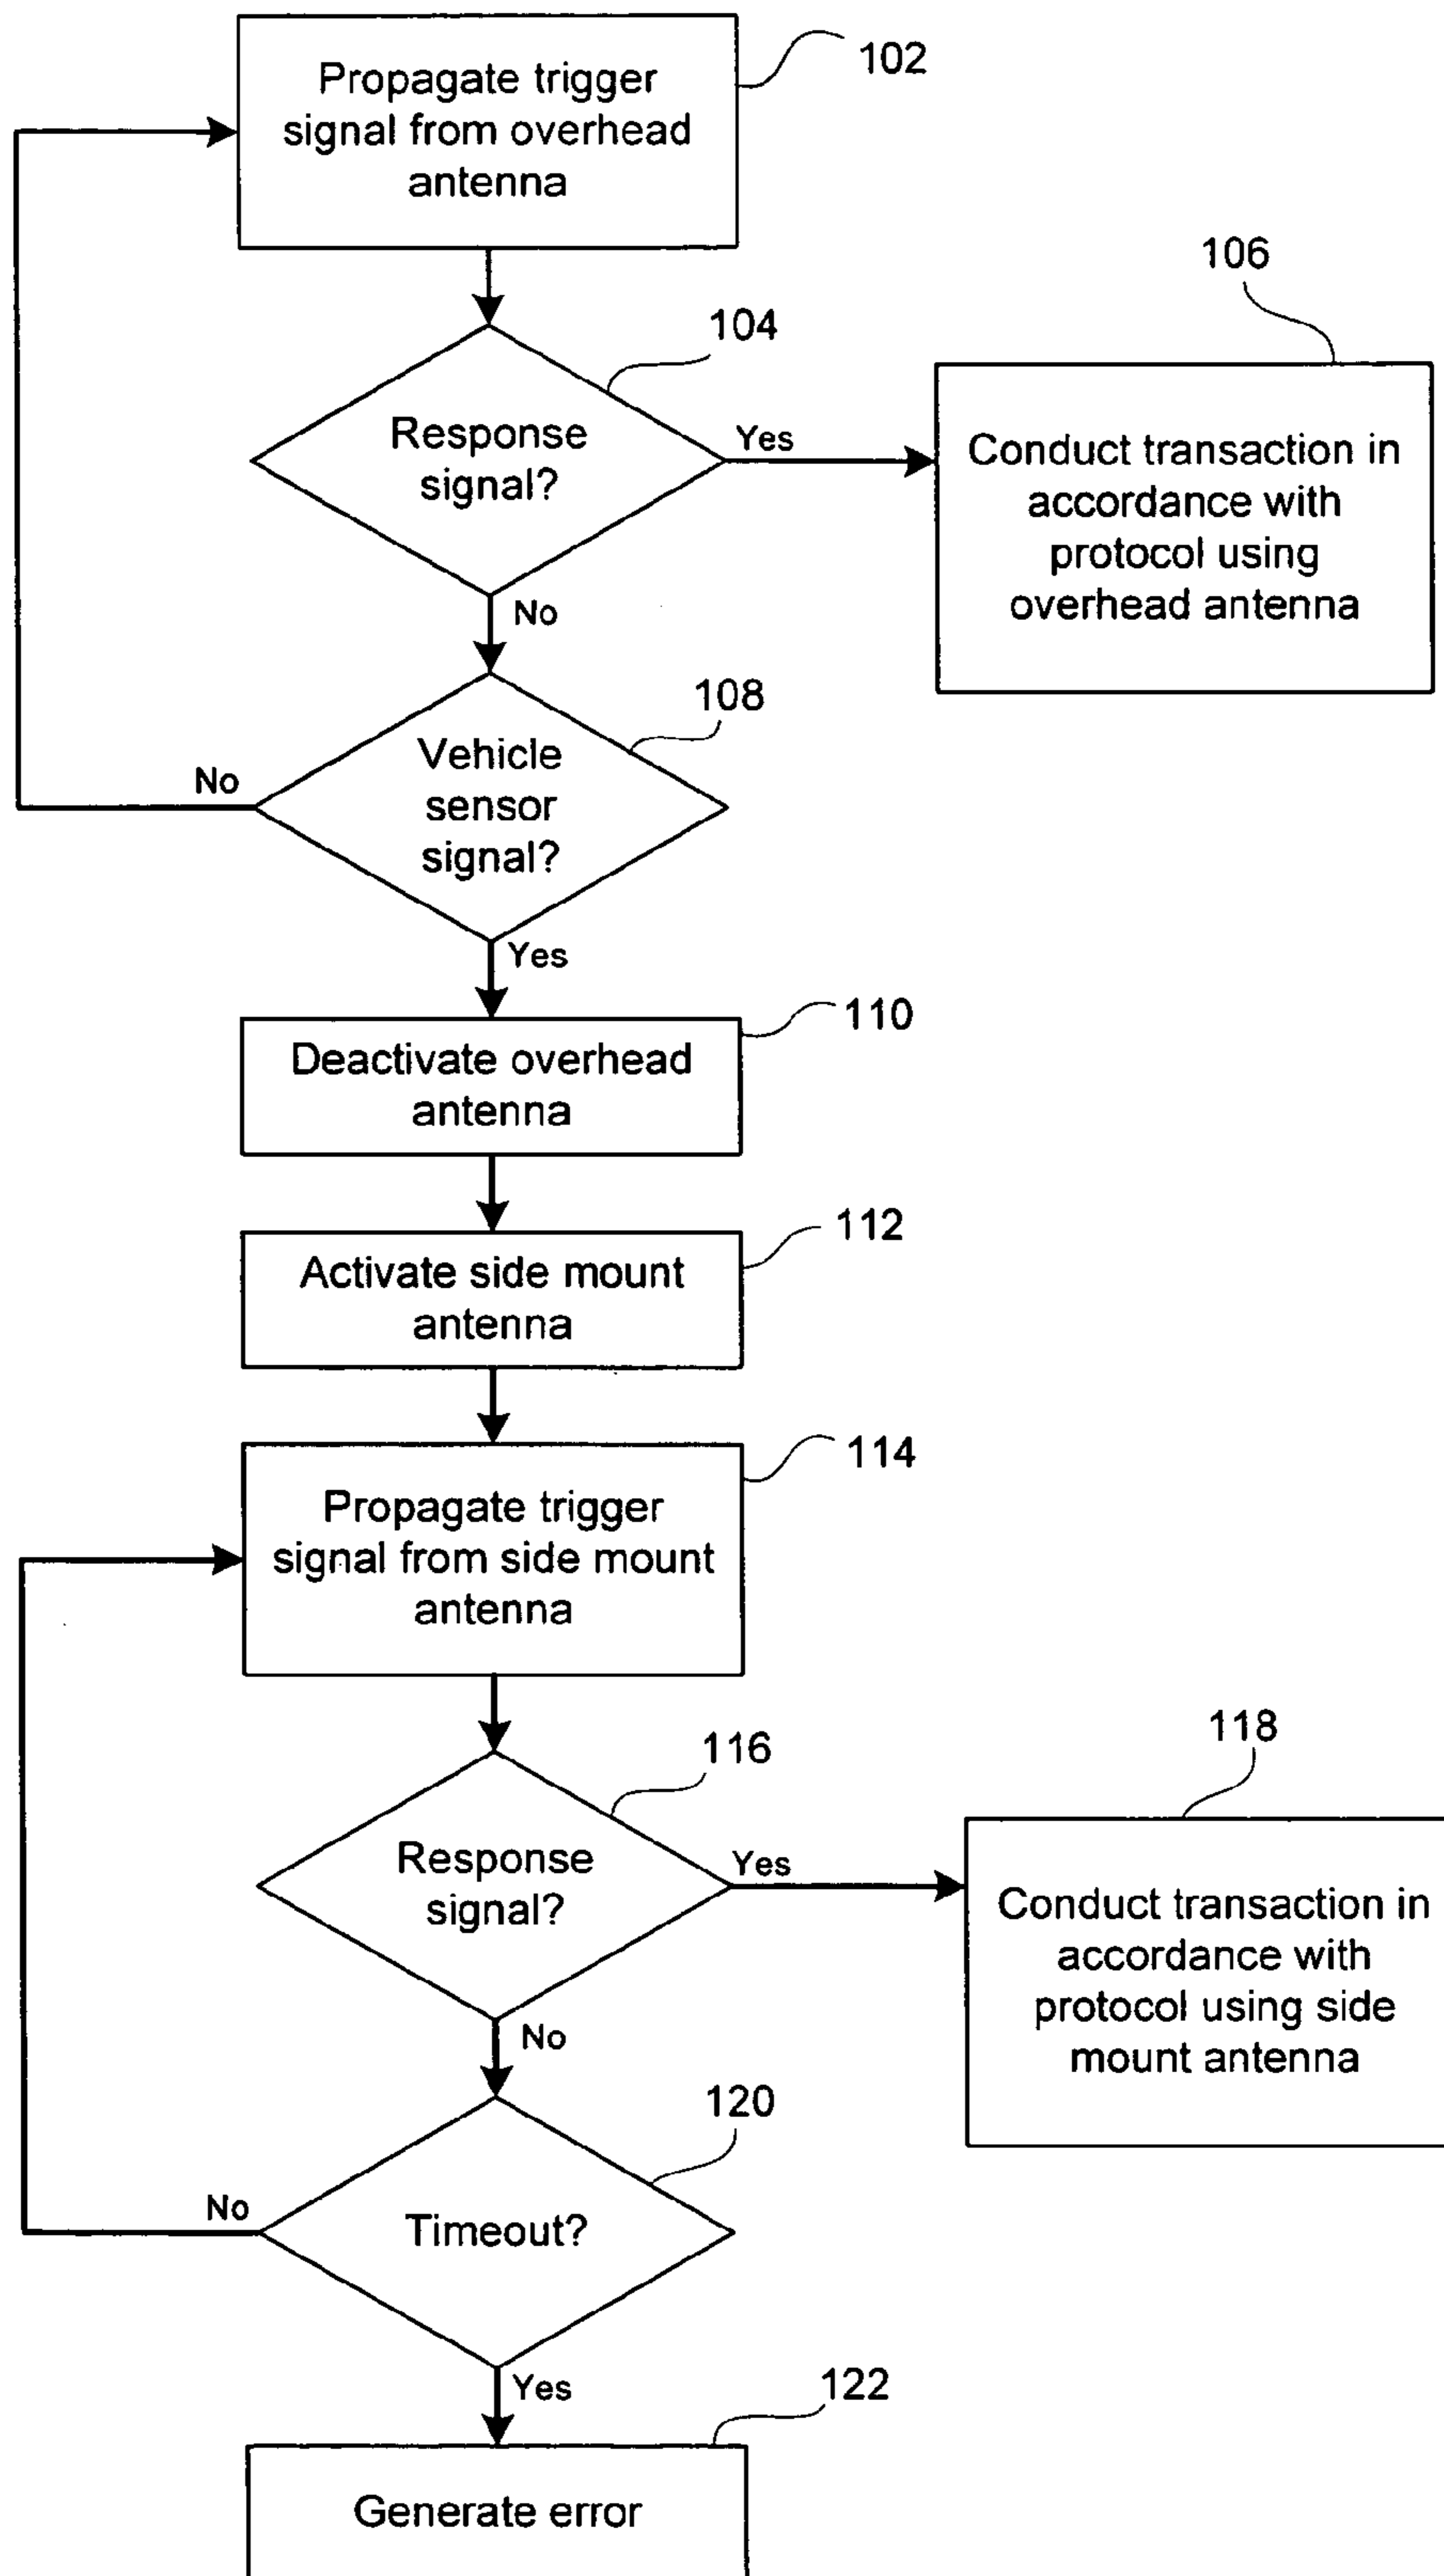 Propagate trigger
signal from overhead
antenna
102
Response
signal?
104
Yes
No
Conduct transaction in
accordance with
protocol using
overhead antenna
106
Vehicle
sensor
signal?
108
No
Yes
Deactivate overhead
antenna
110
Activate side mount
antenna
112
Propagate trigger
signal from side mount
antenna
114
Response
signal?
116
Yes
No
Conduct transaction in
accordance with
protocol using side
mount antenna
118
Timeout?
120
No
Yes
Generate error
122